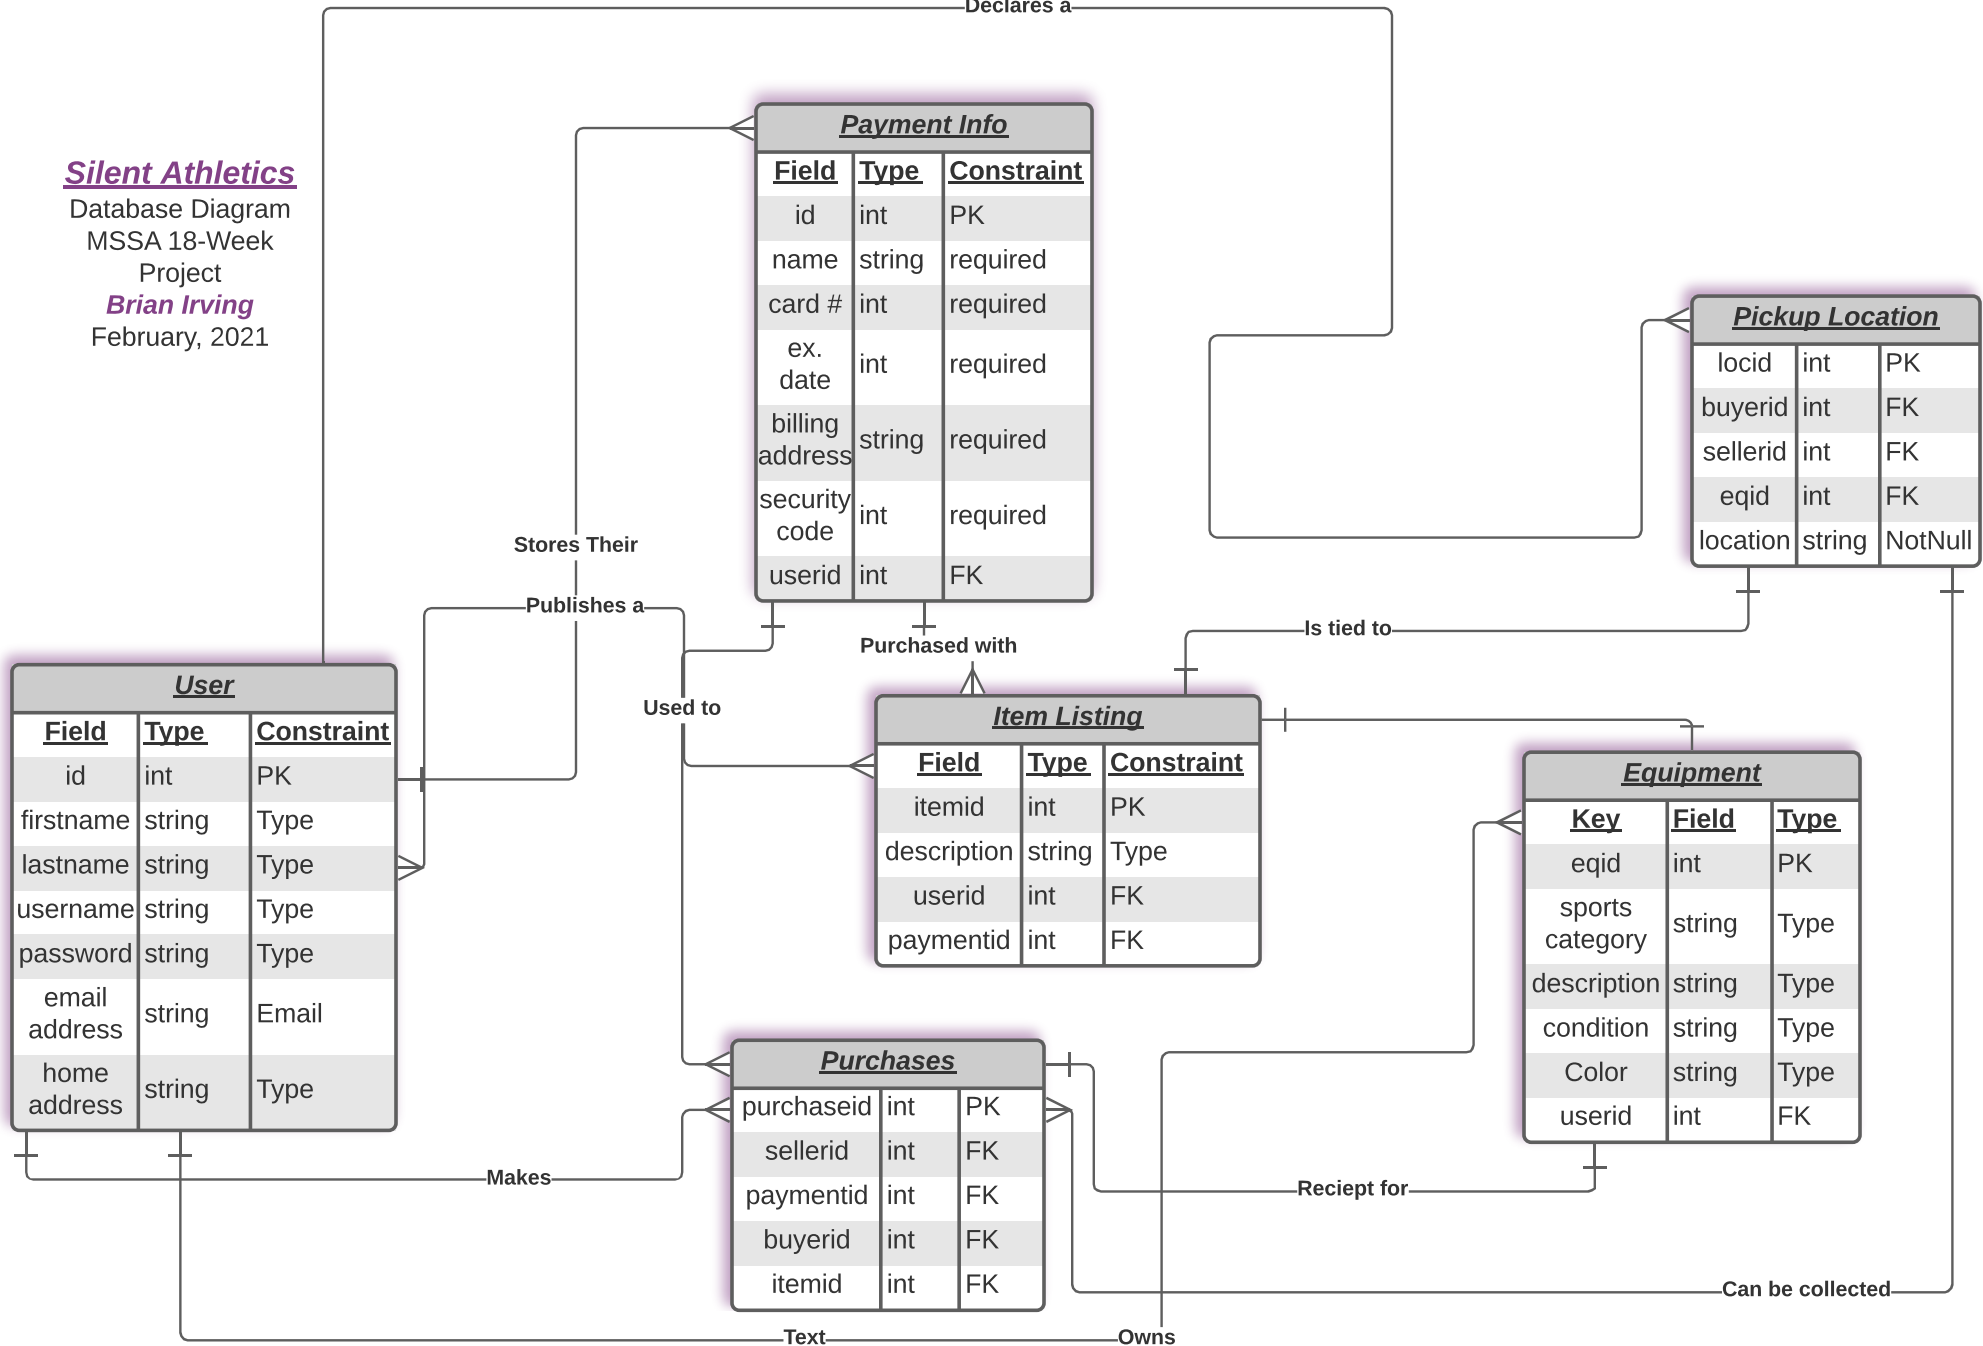 Declares a
Silent Athletics
Database Diagram
MSSA 18-Week
Project
Brian Irving
February, 2021
Payment Info
Field Type Constraint
id int PK
name string required
card # int required
ex.
date int required
billing
address string required
security
code int required
userid int FK
Pickup Location
locid int PK
buyerid int FK
sellerid int FK
eqid int FK
location string NotNull
Stores Their
Publishes a
Purchased with
Is tied to
Used to
User
Field Type Constraint
id int PK
firstname string Type
lastname string Type
username string Type
password string Type
email
address string Email
home
address string Type
Item Listing
Field Type Constraint
itemid int PK
description string Type
userid int FK
paymentid int FK
Equipment
Key Field Type
eqid int PK
sports
category string Type
description string Type
condition string Type
Color string Type
userid int FK
Purchases
purchaseid int PK
sellerid int FK
paymentid int FK
buyerid int FK
itemid int FK
Makes
Reciept for
Can be collected
Text
Owns